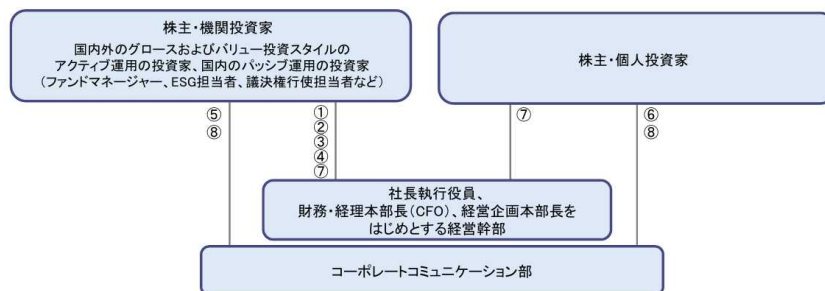 株主・機関投資家
国内外のグロースおよびバリュー投資スタイルの
アクティブ運用の投資家、国内のパッシブ運用の投資家
(ファンドマネージャー、ESG担当者、議決権行使担当者など)
株主・個人投資家
⑤
⑧
①
②
③
④
⑦
⑦
⑥
⑧
社長執行役員、
財務・経理本部長(CFO)、経営企画本部長を
はじめとする経営幹部
コーポレートコミュニケーション部